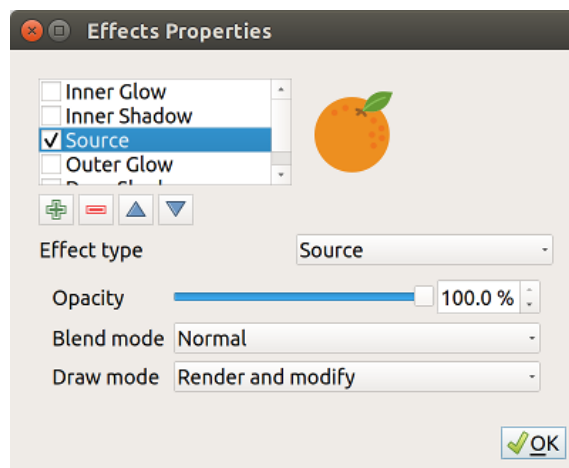 Effects Properties
Inner Glow
Inner Shadow
Source
Outer Glow
Effect type Source
Opacity 100.0 %
Blend mode Normal
Draw mode Render and modify
OK